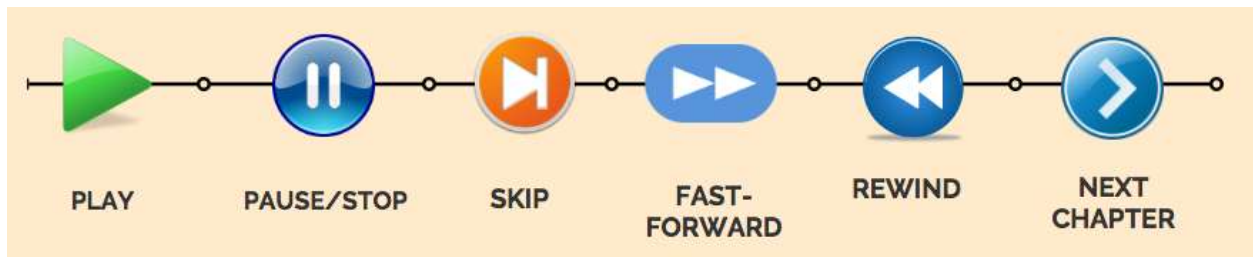 PLAY
PAUSE/STOP
SKIP
FAST-
FORWARD
REWIND
NEXT
CHAPTER